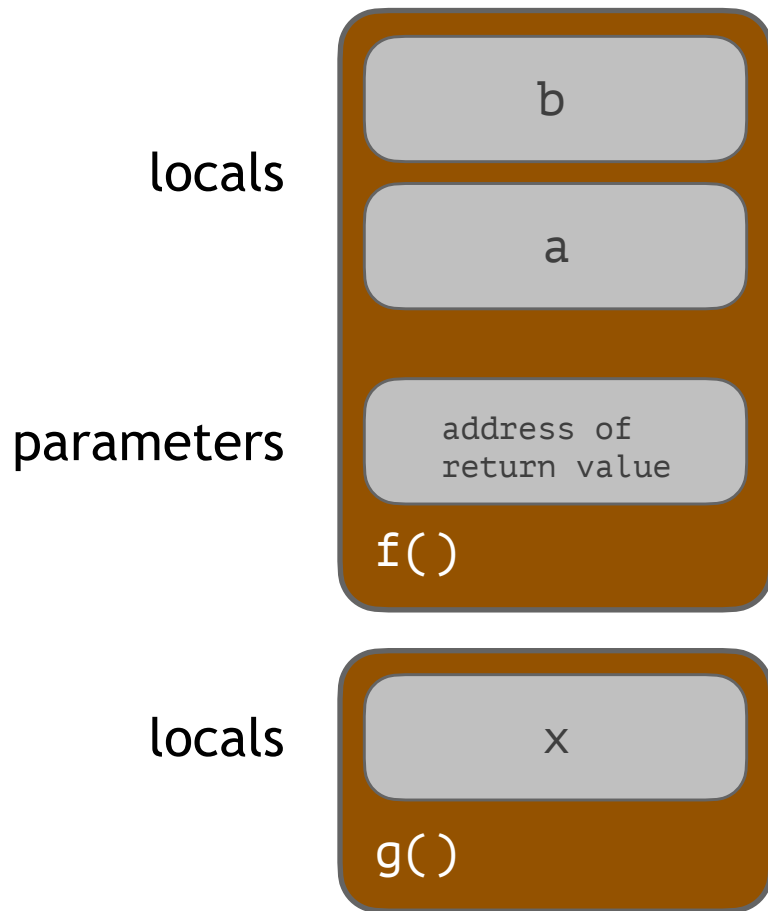 b
locals
a
parameters
address of
return value
f()
locals
x
g()